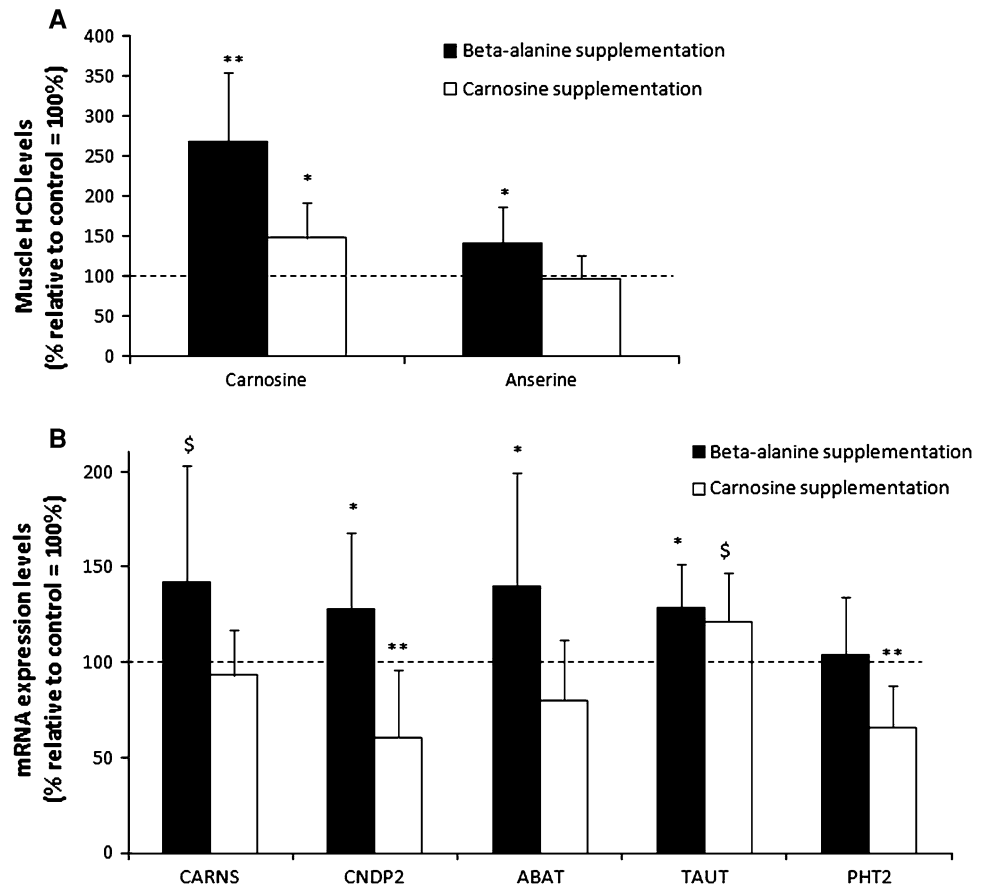 A
Muscle HCD levels
(% relative to control = 100%)
400
350
300
250
200
150
100
50
0
Beta-alanine supplementation
Carnosine supplementation
**
*
*
Carnosine
Anserine
B
mRNA expression levels
(% relative to control = 100%)
200
150
100
50
0
Beta-alanine supplementation
Carnosine supplementation
$
*
**
*
*
$
**
CARNS
CNDP2
ABAT
TAUT
PHT2